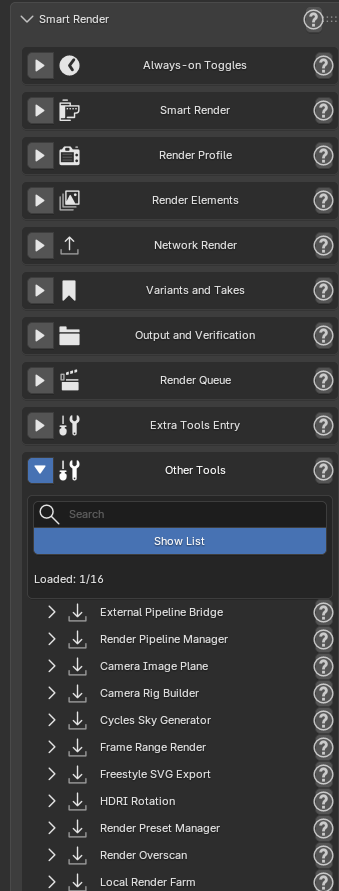 Smart Render
Always-on Toggles
Smart Render
Render Profile
Render Elements
Network Render
Variants and Takes
Output and Verification
Render Queue
Extra Tools Entry
Other Tools
Search
Show List
Loaded: 1/16
External Pipeline Bridge
Render Pipeline Manager
Camera Image Plane
Camera Rig Builder
Cycles Sky Generator
Frame Range Render
Freestyle SVG Export
HDRI Rotation
Render Preset Manager
Render Overscan
Local Render Farm